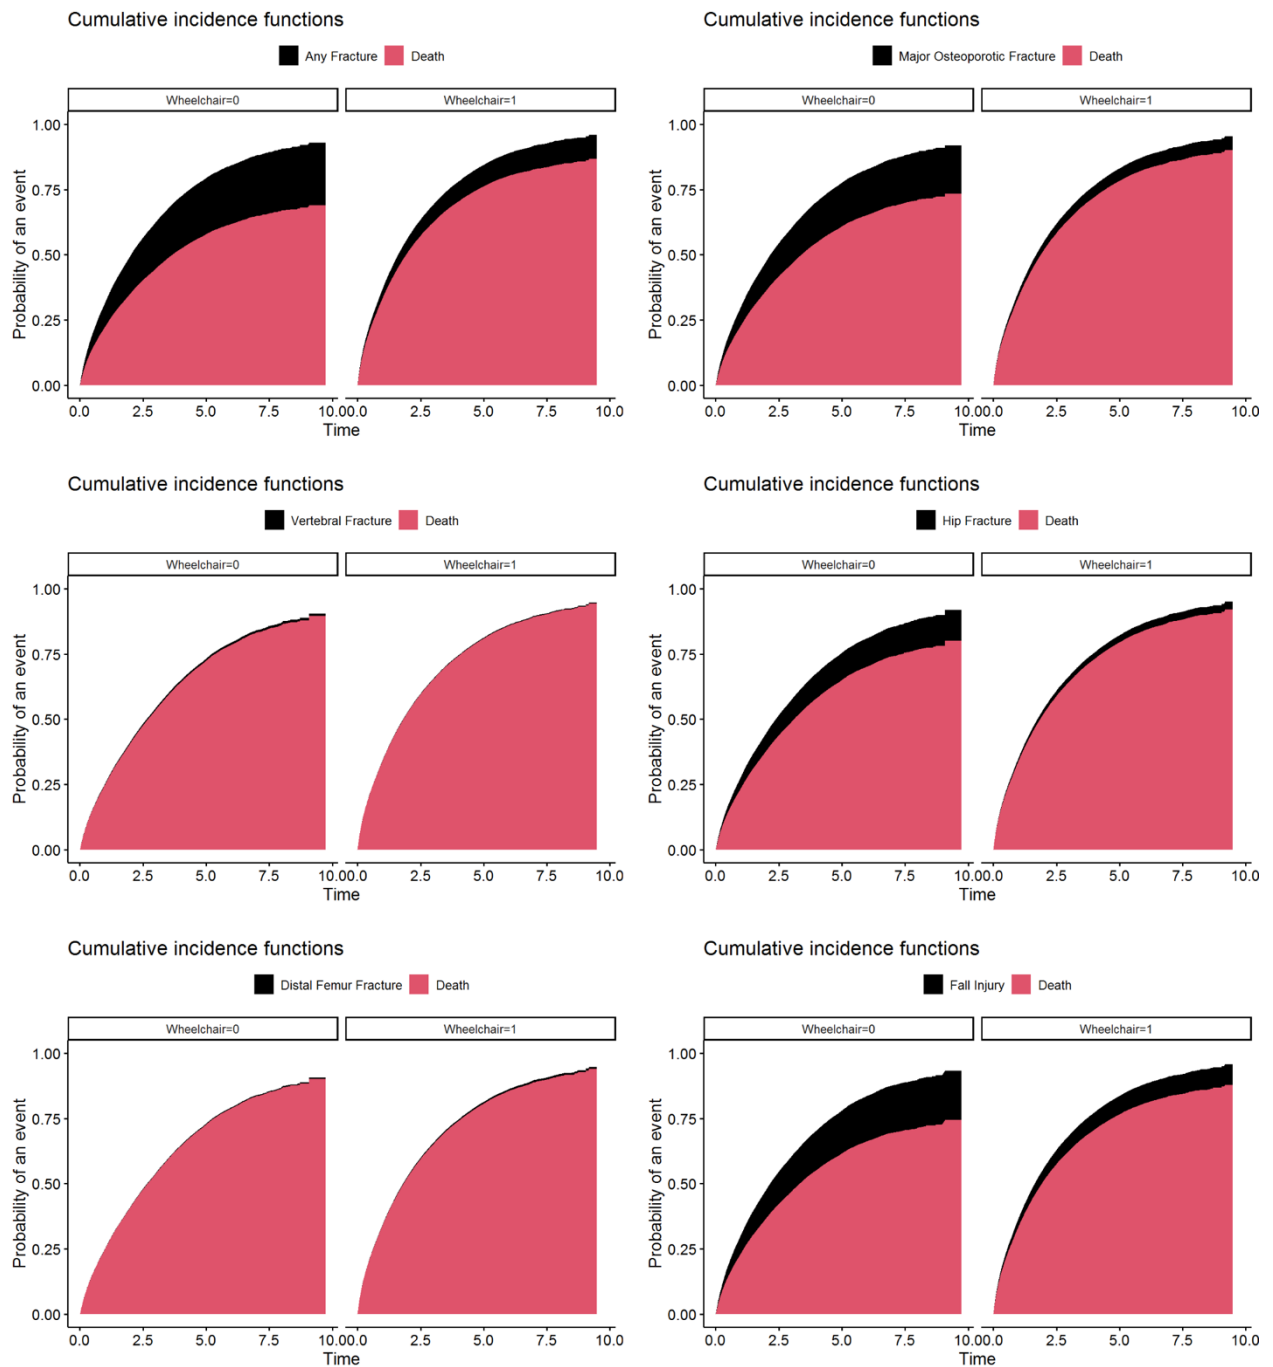 Cumulative incidence functions
Any Fracture Death
Wheelchair=0 Wheelchair=1
1.00
0.75
0.50
0.25
0.00
Probability of an event
0.0 2.5 5.0 7.5 10.0 0.0 2.5 5.0 7.5 10.0
Time
Cumulative incidence functions
Major Osteoporotic Fracture Death
Wheelchair=0 Wheelchair=1
1.00
0.75
0.50
0.25
0.00
Probability of an event
0.0 2.5 5.0 7.5 10.0 0.0 2.5 5.0 7.5 10.0
Time
Cumulative incidence functions
Vertebral Fracture Death
Wheelchair=0 Wheelchair=1
1.00
0.75
0.50
0.25
0.00
Probability of an event
0.0 2.5 5.0 7.5 10.0 0.0 2.5 5.0 7.5 10.0
Time
Cumulative incidence functions
Hip Fracture Death
Wheelchair=0 Wheelchair=1
1.00
0.75
0.50
0.25
0.00
Probability of an event
0.0 2.5 5.0 7.5 10.0 0.0 2.5 5.0 7.5 10.0
Time
Cumulative incidence functions
Distal Femur Fracture Death
Wheelchair=0 Wheelchair=1
1.00
0.75
0.50
0.25
0.00
Probability of an event
0.0 2.5 5.0 7.5 10.0 0.0 2.5 5.0 7.5 10.0
Time
Cumulative incidence functions
Fall Injury Death
Wheelchair=0 Wheelchair=1
1.00
0.75
0.50
0.25
0.00
Probability of an event
0.0 2.5 5.0 7.5 10.0 0.0 2.5 5.0 7.5 10.0
Time